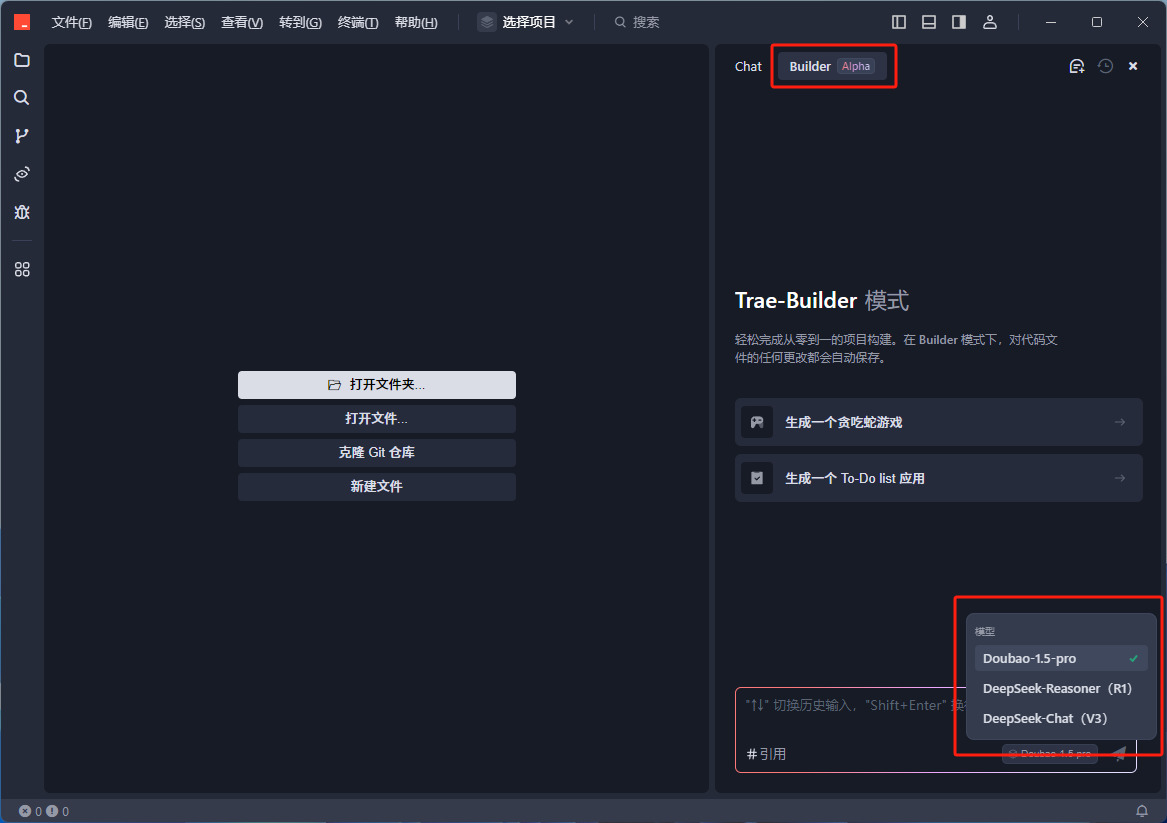 文件(F) 编辑(E) 选择(S) 查看(V) 转到(G) 终端(T) 帮助(H) 选择项目 搜索
Chat Builder Alpha
Trae-Builder 模式
轻松完成从零到一的项目构建。在 Builder 模式下，对代码文
件的任何更改都会自动保存。
打开文件夹...
打开文件...
克隆 Git 仓库
新建文件
生成一个贪吃蛇游戏
生成一个 To-Do list 应用
模型
Doubao-1.5-pro
DeepSeek-Reasoner（R1）
DeepSeek-Chat（V3）
"↑↓" 切换历史输入，"Shift+Enter" 换
#引用
Doubao-1.5-pro
0 0